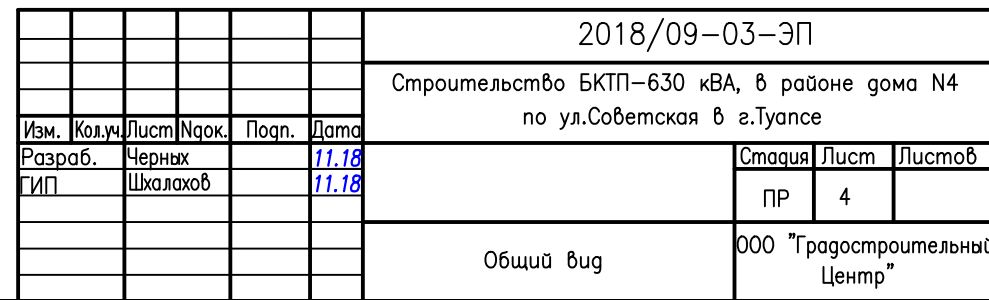 2018/09-03-ЭП
Строительство БКТП-630 кВА, в районе дома N4
по ул.Советская в г.Туапсе
Изм. Кол.уч. Лист Nдок. Подп. Дата
Разраб. Черных 11.18
ГИП Шхалахов 11.18
Стадия Лист Листов
ПР 4
Общий вид
ООО "Градостроительный
Центр"